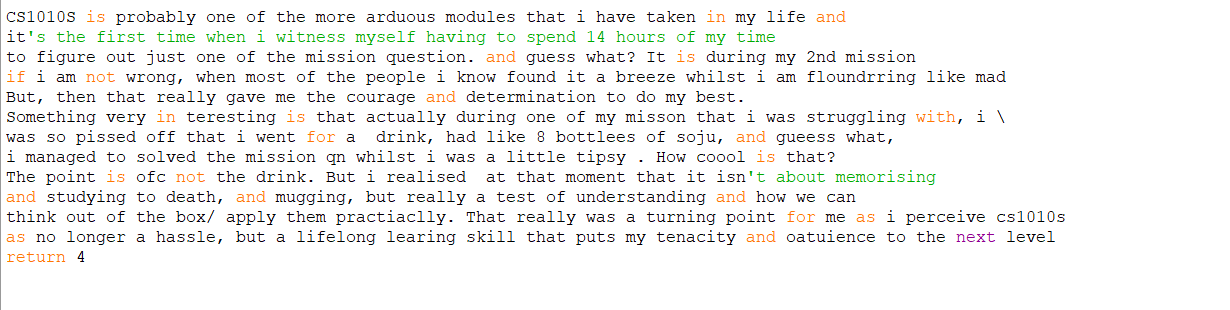 CS1010S is probably one of the more arduous modules that i have taken in my life and
it's the first time when i witness myself having to spend 14 hours of my time
to figure out just one of the mission question. and guess what? It is during my 2nd mission
if i am not wrong, when most of the people i know found it a breeze whilst i am floundrring like mad
But, then that really gave me the courage and determination to do my best.
Something very in teresting is that actually during one of my misson that i was struggling with, i \
was so pissed off that i went for a  drink, had like 8 bottlees of soju, and gueess what,
i managed to solved the mission qn whilst i was a little tipsy . How coool is that?
The point is ofc not the drink. But i realised  at that moment that it isn't about memorising
and studying to death, and mugging, but really a test of understanding and how we can
think out of the box/ apply them practiaclly. That really was a turning point for me as i perceive cs1010s
as no longer a hassle, but a lifelong learing skill that puts my tenacity and oatuience to the next level
return 4